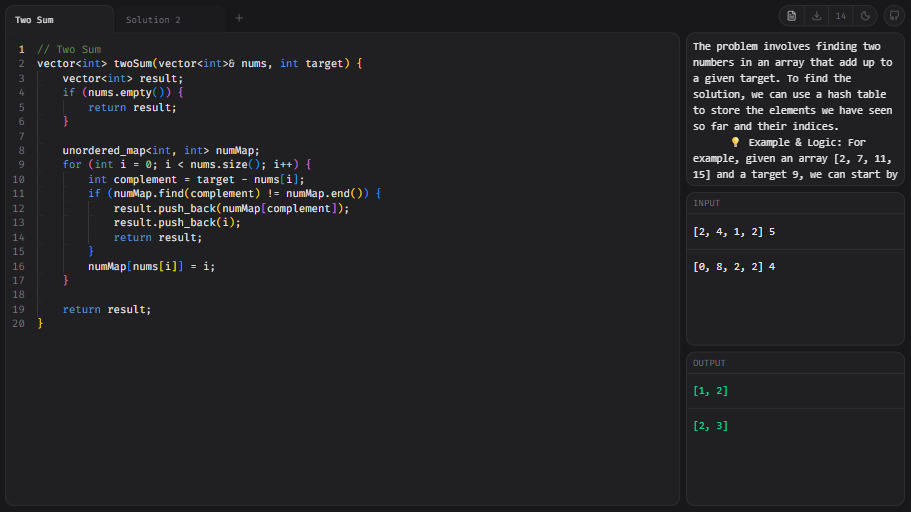 Two Sum
Solution 2
+
14
1 // Two Sum
2 vector<int> twoSum(vector<int>& nums, int target) {
3     vector<int> result;
4     if (nums.empty()) {
5         return result;
6     }
7
8     unordered_map<int, int> numMap;
9     for (int i = 0; i < nums.size(); i++) {
10         int complement = target - nums[i];
11         if (numMap.find(complement) != numMap.end()) {
12             result.push_back(numMap[complement]);
13             result.push_back(i);
14             return result;
15         }
16         numMap[nums[i]] = i;
17     }
18
19     return result;
20 }
The problem involves finding two
numbers in an array that add up to
a given target. To find the
solution, we can use a hash table
to store the elements we have seen
so far and their indices.
💡 Example & Logic: For
example, given an array [2, 7, 11,
15] and a target 9, we can start by
INPUT
[2, 4, 1, 2] 5
[0, 8, 2, 2] 4
OUTPUT
[1, 2]
[2, 3]